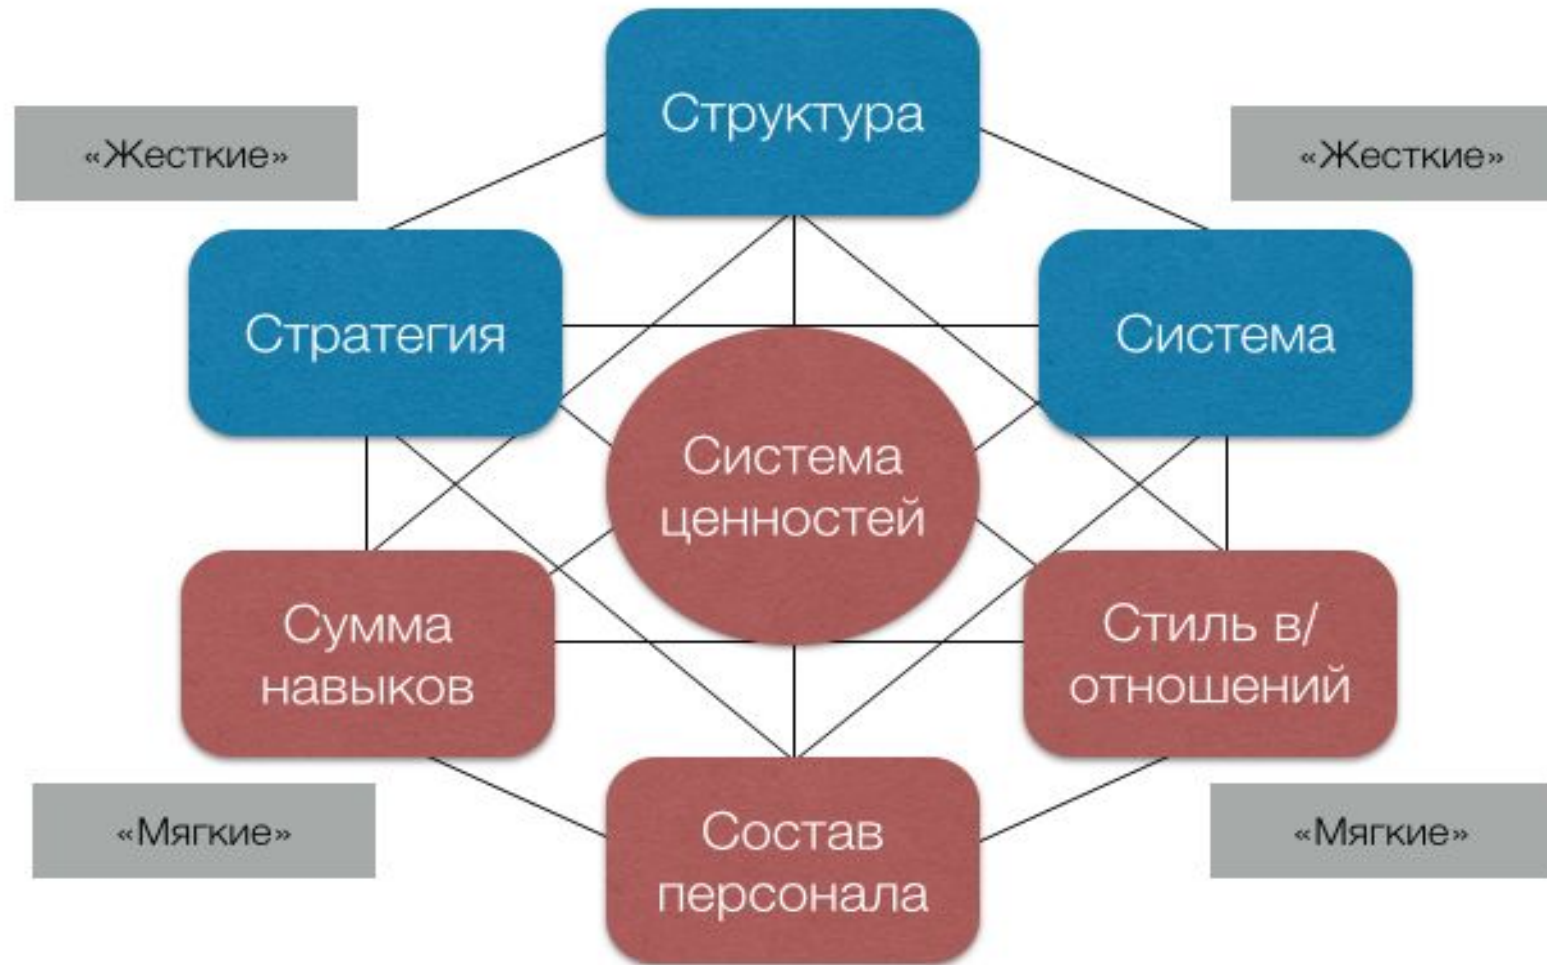 Структура
«Жесткие»
«Жесткие»
Стратегия
Система
Система
ценностей
Сумма
навыков
Стиль в/
отношений
«Мягкие»
Состав
персонала
«Мягкие»